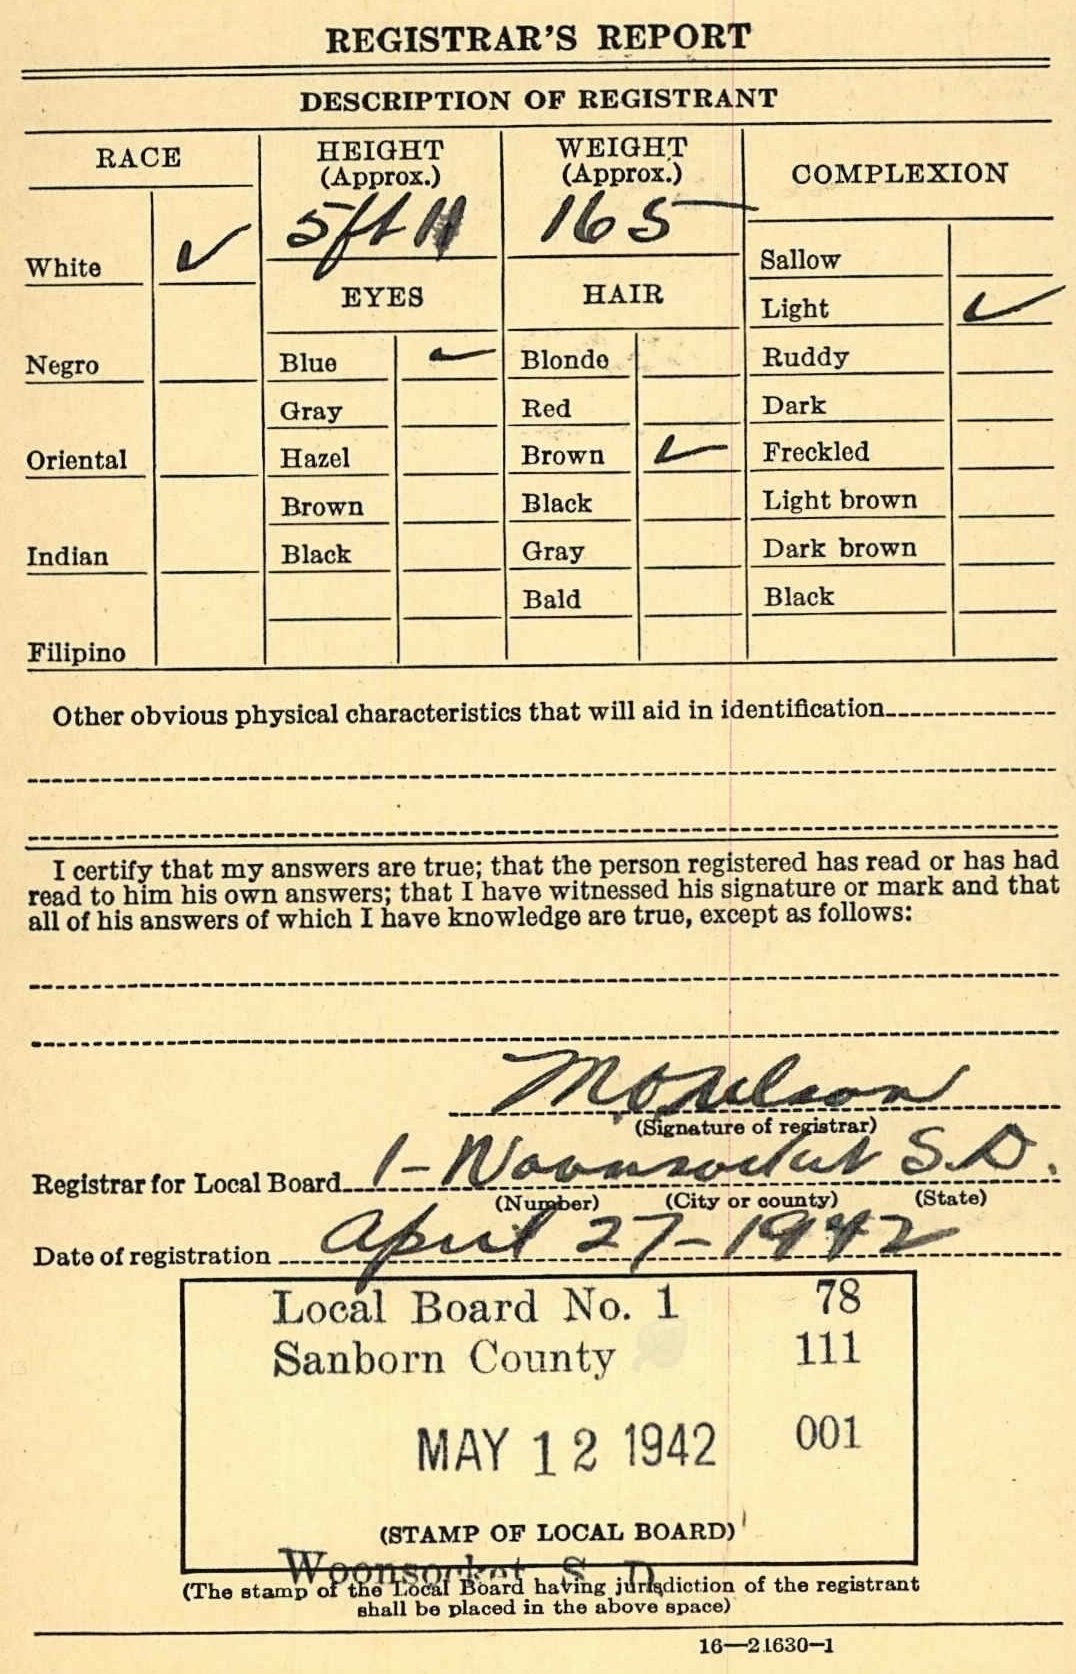 REGISTRAR'S REPORT
DESCRIPTION OF REGISTRANT
RACE
HEIGHT
(Approx.)
WEIGHT
(Approx.)
COMPLEXION
5ft 11
165
White ✓
EYES
HAIR
Sallow
Light ✓
Negro
Blue ✓
Blonde
Ruddy
Gray
Red
Dark
Oriental
Hazel
Brown ✓
Freckled
Brown
Black
Light brown
Indian
Black
Gray
Dark brown
Bald
Black
Filipino
Other obvious physical characteristics that will aid in identification
I certify that my answers are true; that the person registered has read or has had
read to him his own answers; that I have witnessed his signature or mark and that
all of his answers of which I have knowledge are true, except as follows:
M O Nelson
(Signature of registrar)
Registrar for Local Board 1 - Woonsocket S.D.
(Number) (City or county) (State)
Date of registration April 27-1942
Local Board No. 1 78
Sanborn County 111
MAY 12 1942 001
(STAMP OF LOCAL BOARD)
Woonsocket S. D.
(The stamp of the Local Board having jurisdiction of the registrant
shall be placed in the above space)
16—21630-1